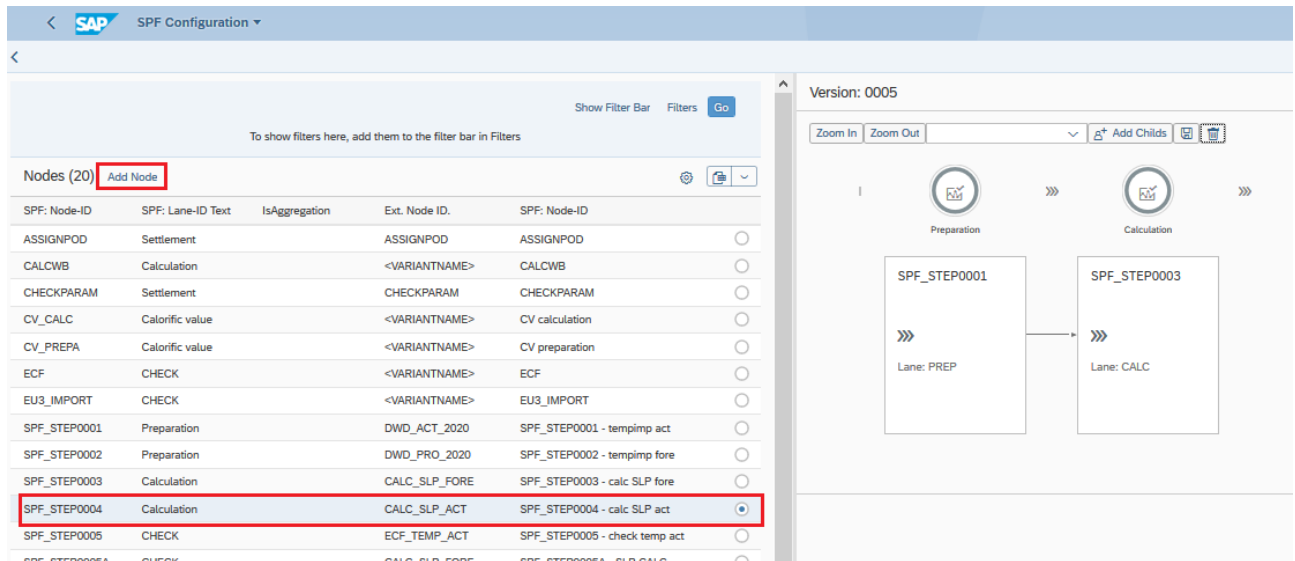 SAP SPF Configuration
Show Filter Bar Filters Go
To show filters here, add them to the filter bar in Filters
Nodes (20) Add Node
SPF: Node-ID SPF: Lane-ID Text IsAggregation Ext. Node ID. SPF: Node-ID
ASSIGNPOD Settlement ASSIGNPOD ASSIGNPOD
CALCWB Calculation <VARIANTNAME> CALCWB
CHECKPARAM Settlement CHECKPARAM CHECKPARAM
CV_CALC Calorific value <VARIANTNAME> CV calculation
CV_PREPA Calorific value <VARIANTNAME> CV preparation
ECF CHECK <VARIANTNAME> ECF
EU3_IMPORT CHECK <VARIANTNAME> EU3_IMPORT
SPF_STEP0001 Preparation DWD_ACT_2020 SPF_STEP0001 - tempimp act
SPF_STEP0002 Preparation DWD_PRO_2020 SPF_STEP0002 - tempimp fore
SPF_STEP0003 Calculation CALC_SLP_FORE SPF_STEP0003 - calc SLP fore
SPF_STEP0004 Calculation CALC_SLP_ACT SPF_STEP0004 - calc SLP act
SPF_STEP0005 CHECK ECF_TEMP_ACT SPF_STEP0005 - check temp act
SPF_STEP0005A CHECK CALC_SLP_FORE SPF_STEP0005A - SLP CALC
Version: 0005
Zoom In Zoom Out Add Childs
Preparation Calculation
SPF_STEP0001 SPF_STEP0003
Lane: PREP Lane: CALC